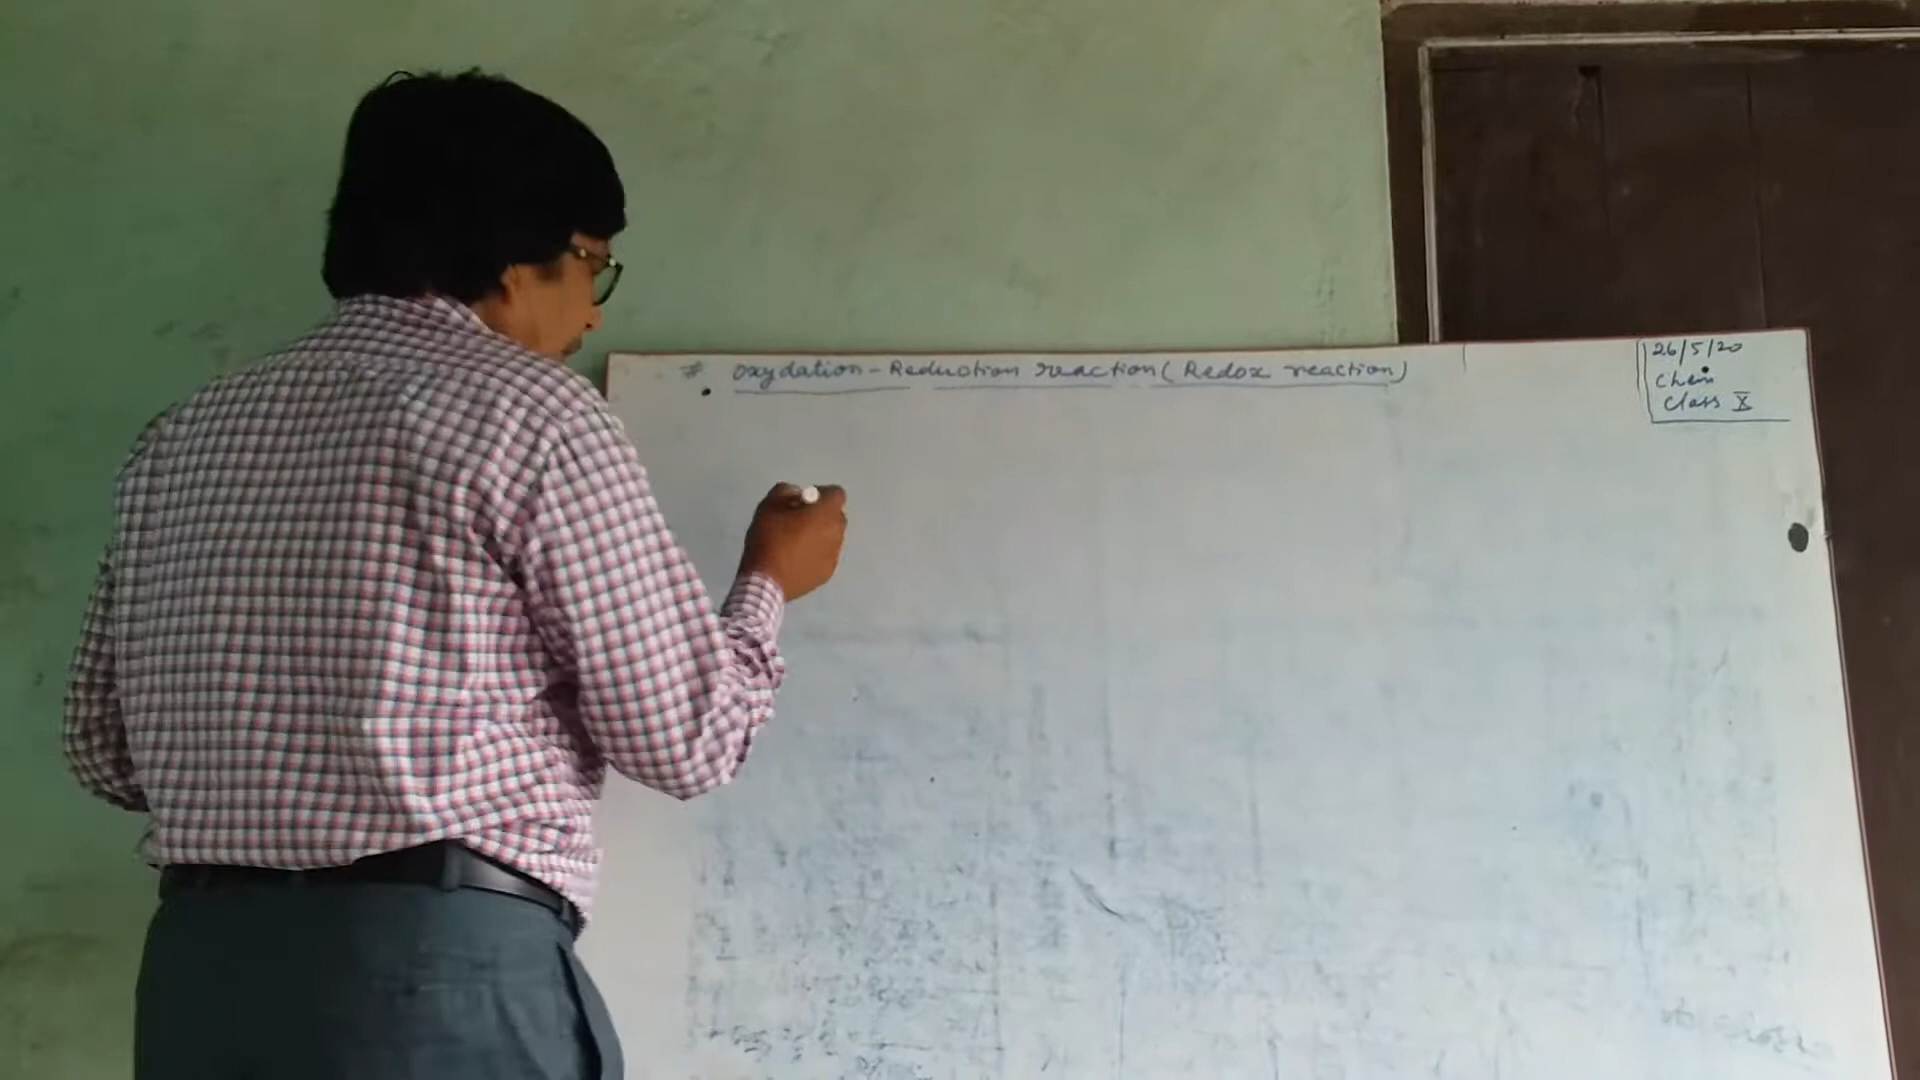 # Oxydation - Reduction reaction (Redox reaction)
26/5/20
Chem
Class X